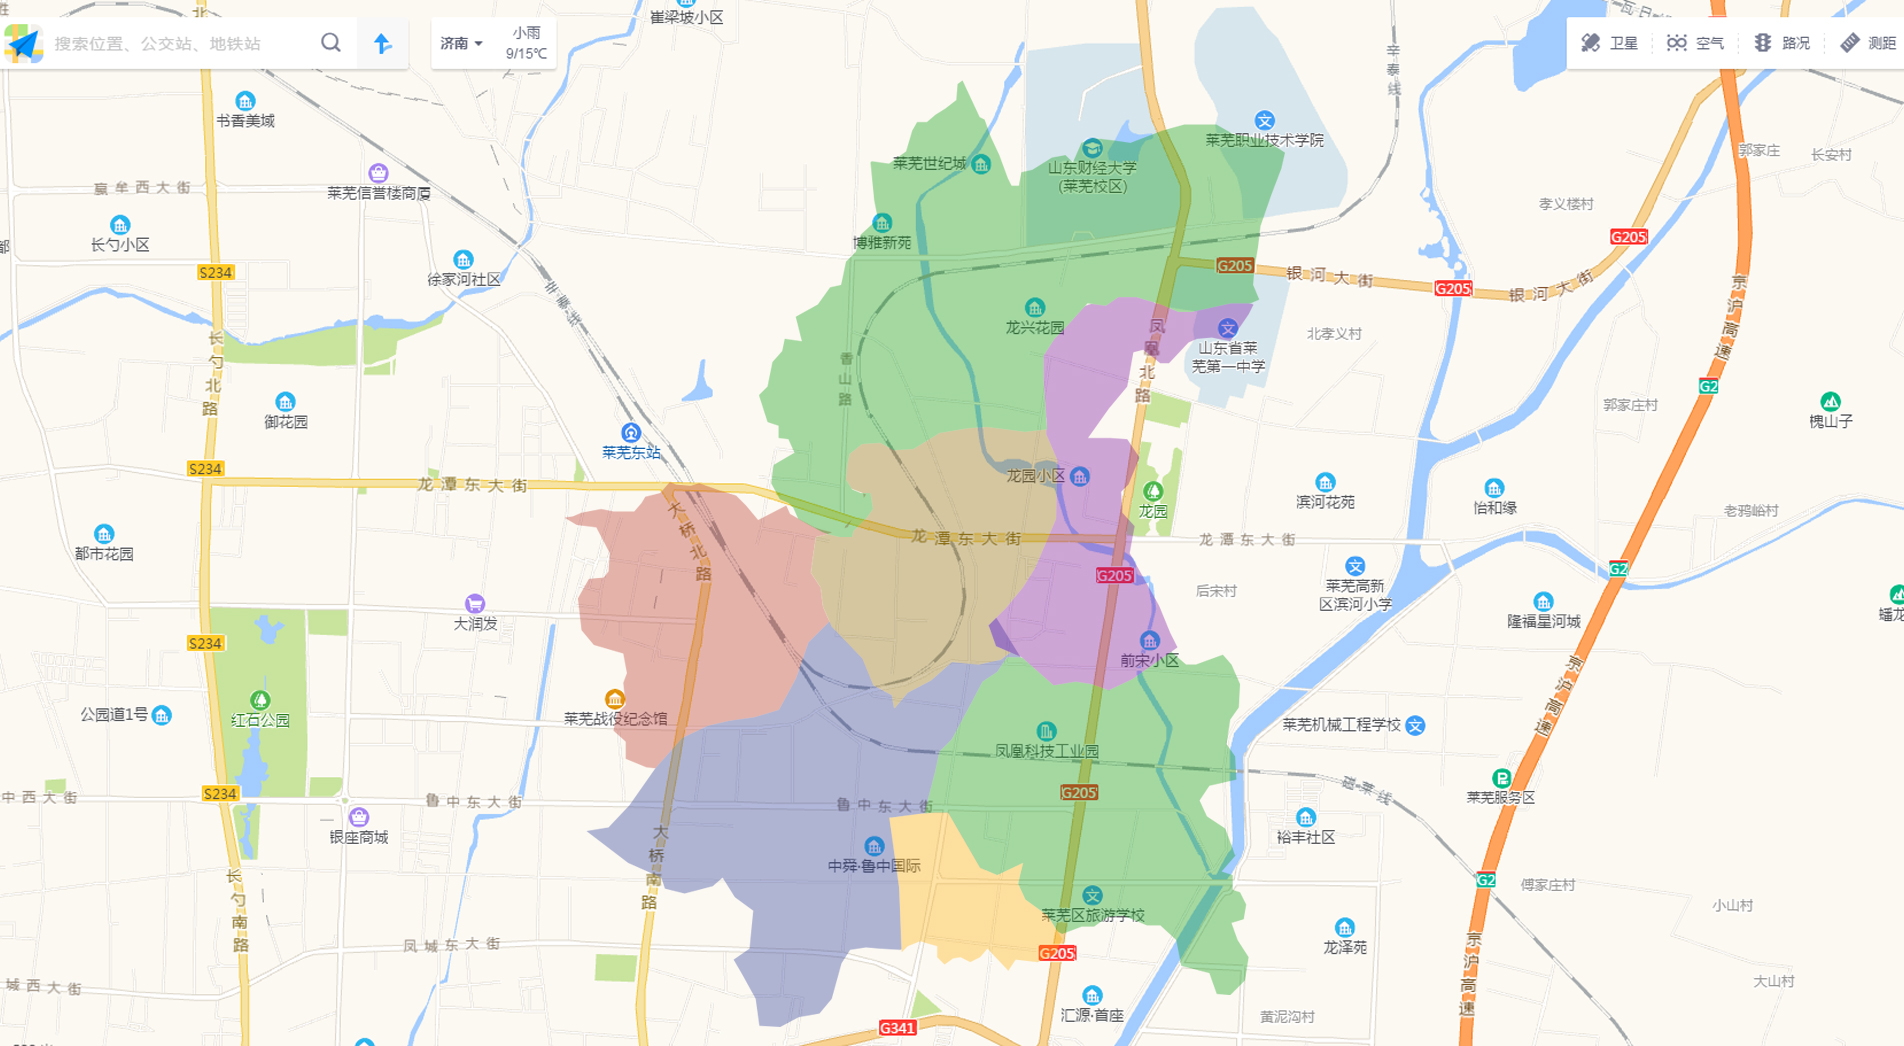 崔梁坡小区
搜索位置、公交站、地铁站
济南
小雨
9/15℃
卫星
空气
路况
测距
北
辛泰线
书香美域
莱芜职业技术学院
山东财经大学
(莱芜校区)
莱芜世纪城
郭家庄
长安村
嬴牟西大街
莱芜信誉楼商厦
孝义楼村
长勺小区
博雅新苑
G205
徐家河社区
S234
G205
银河大街
G205
银河大街
辛泰线
京沪高速
龙兴花园
凤凰北路
山东省莱
芜第一中学
北孝义村
长勺北路
香山路
G2
御花园
郭家庄村
槐山子
莱芜东站
S234
龙潭东大街
龙园小区
龙园
滨河花苑
怡和缘
老鸦峪村
大桥北路
都市花园
龙潭东大街
龙潭东大街
G205
莱芜高新
区滨河小学
后宋村
G2
大润发
隆福星河城
蟠龙
S234
前宋小区
京沪高速
莱芜战役纪念馆
公园道1号
红石公园
莱芜机械工程学校
凤凰科技工业园
莱芜服务区
磁莱线
中西大街
S234
鲁中东大街
鲁中东大街
G205
银座商城
裕丰社区
大桥南路
中舜·鲁中国际
G2
傅家庄村
长勺南路
莱芜区旅游学校
小山村
凤城东大街
G205
龙泽苑
京沪高速
城西大街
大山村
汇源·首座
黄泥沟村
G341